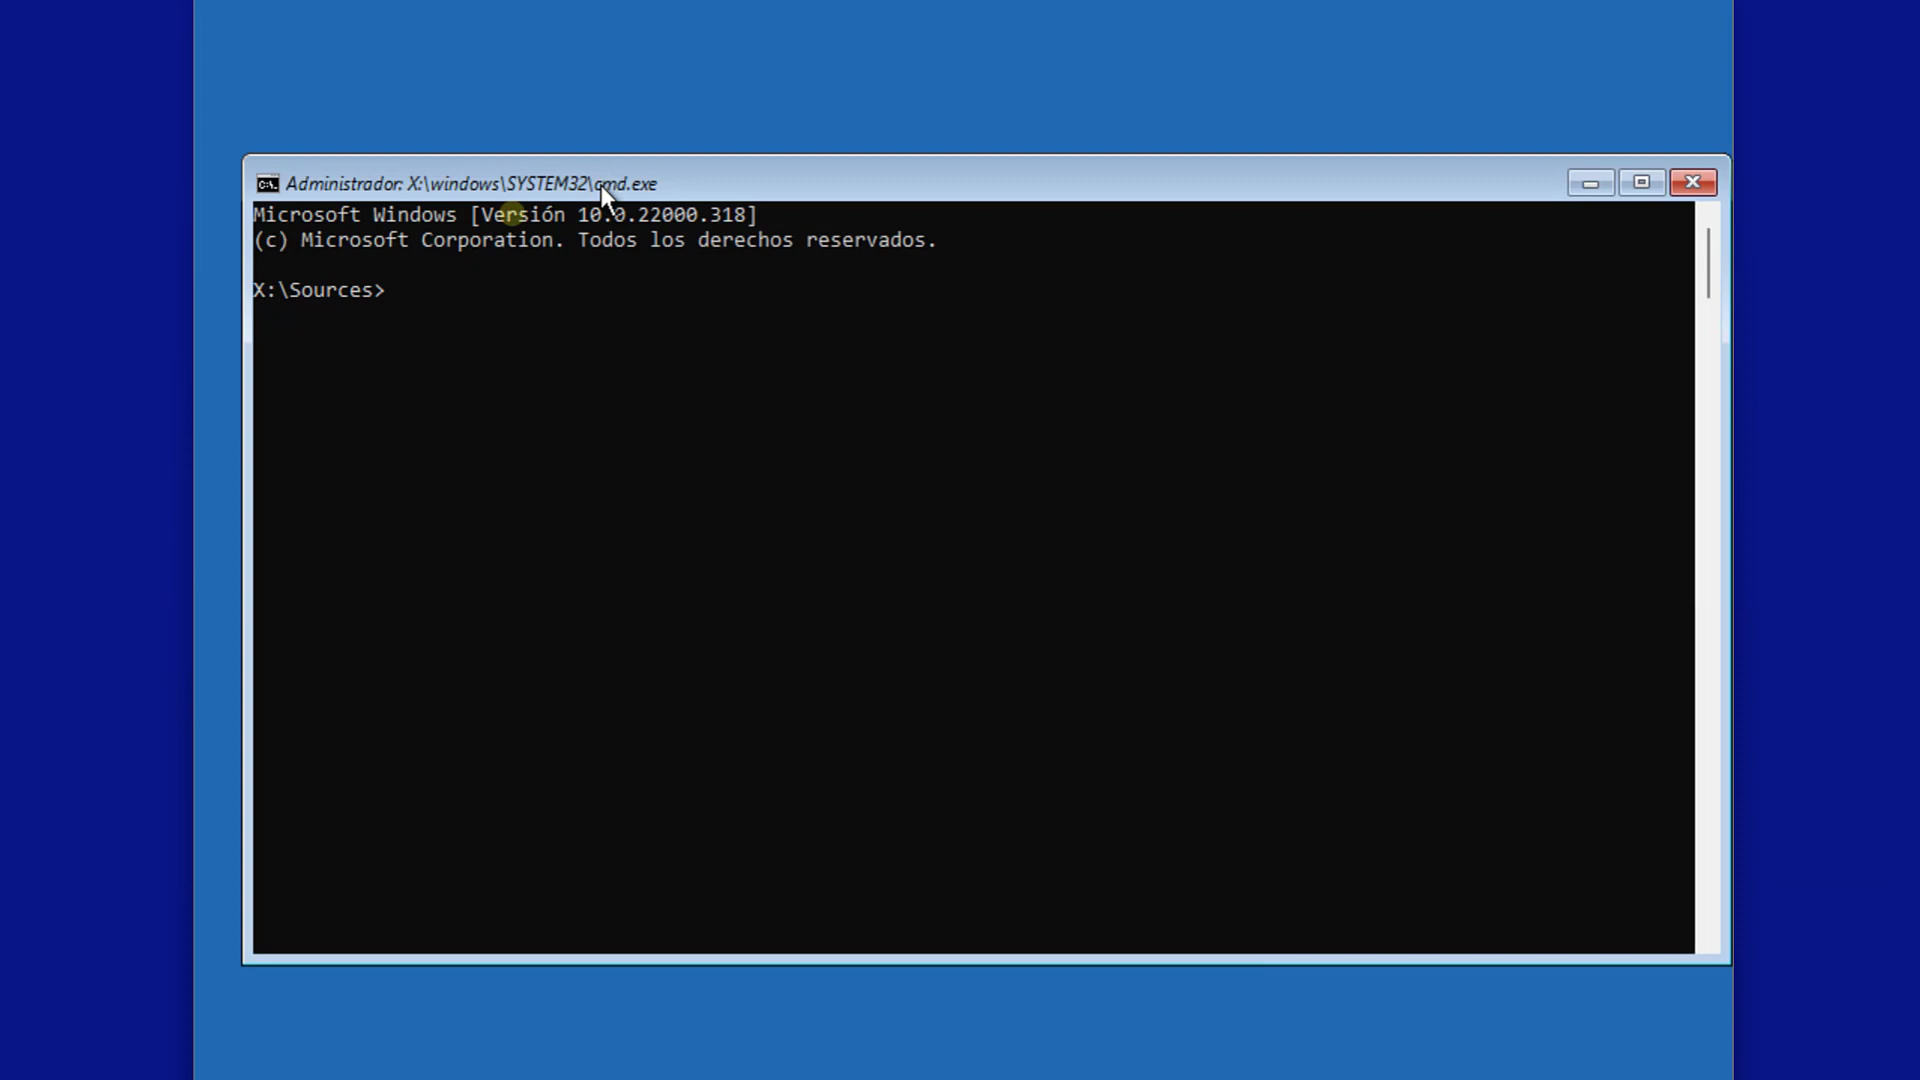 Administrador: X:\windows\SYSTEM32\cmd.exe
Microsoft Windows [Versión 10.0.22000.318]
(c) Microsoft Corporation. Todos los derechos reservados.
X:\Sources>